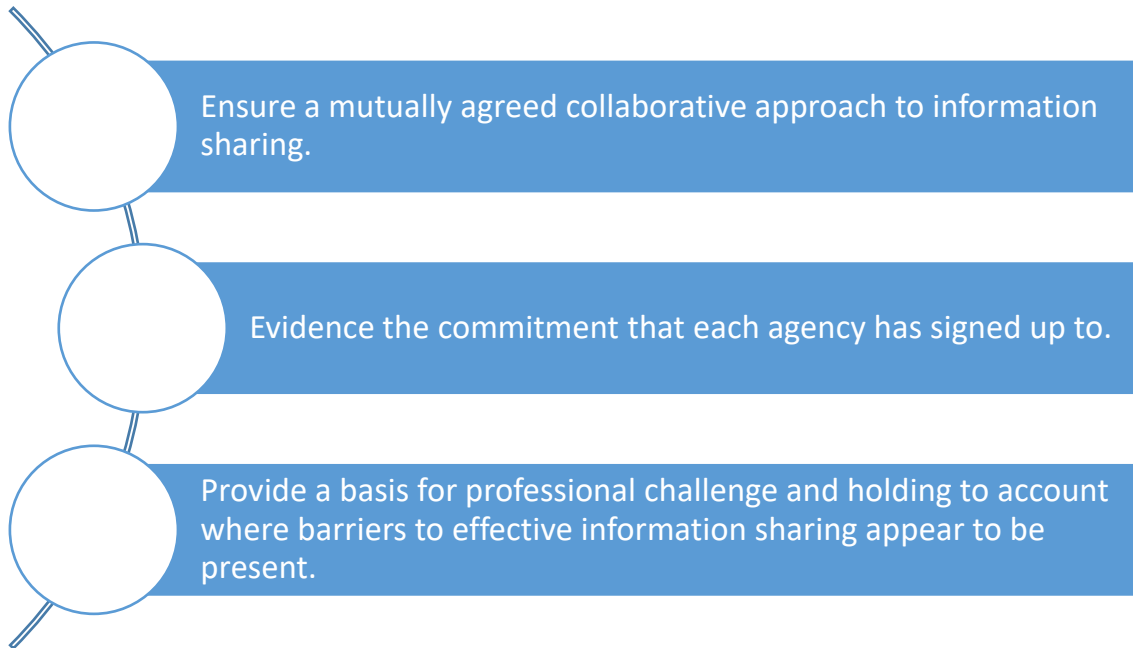 Ensure a mutually agreed collaborative approach to information
sharing.
Evidence the commitment that each agency has signed up to.
Provide a basis for professional challenge and holding to account
where barriers to effective information sharing appear to be
present.